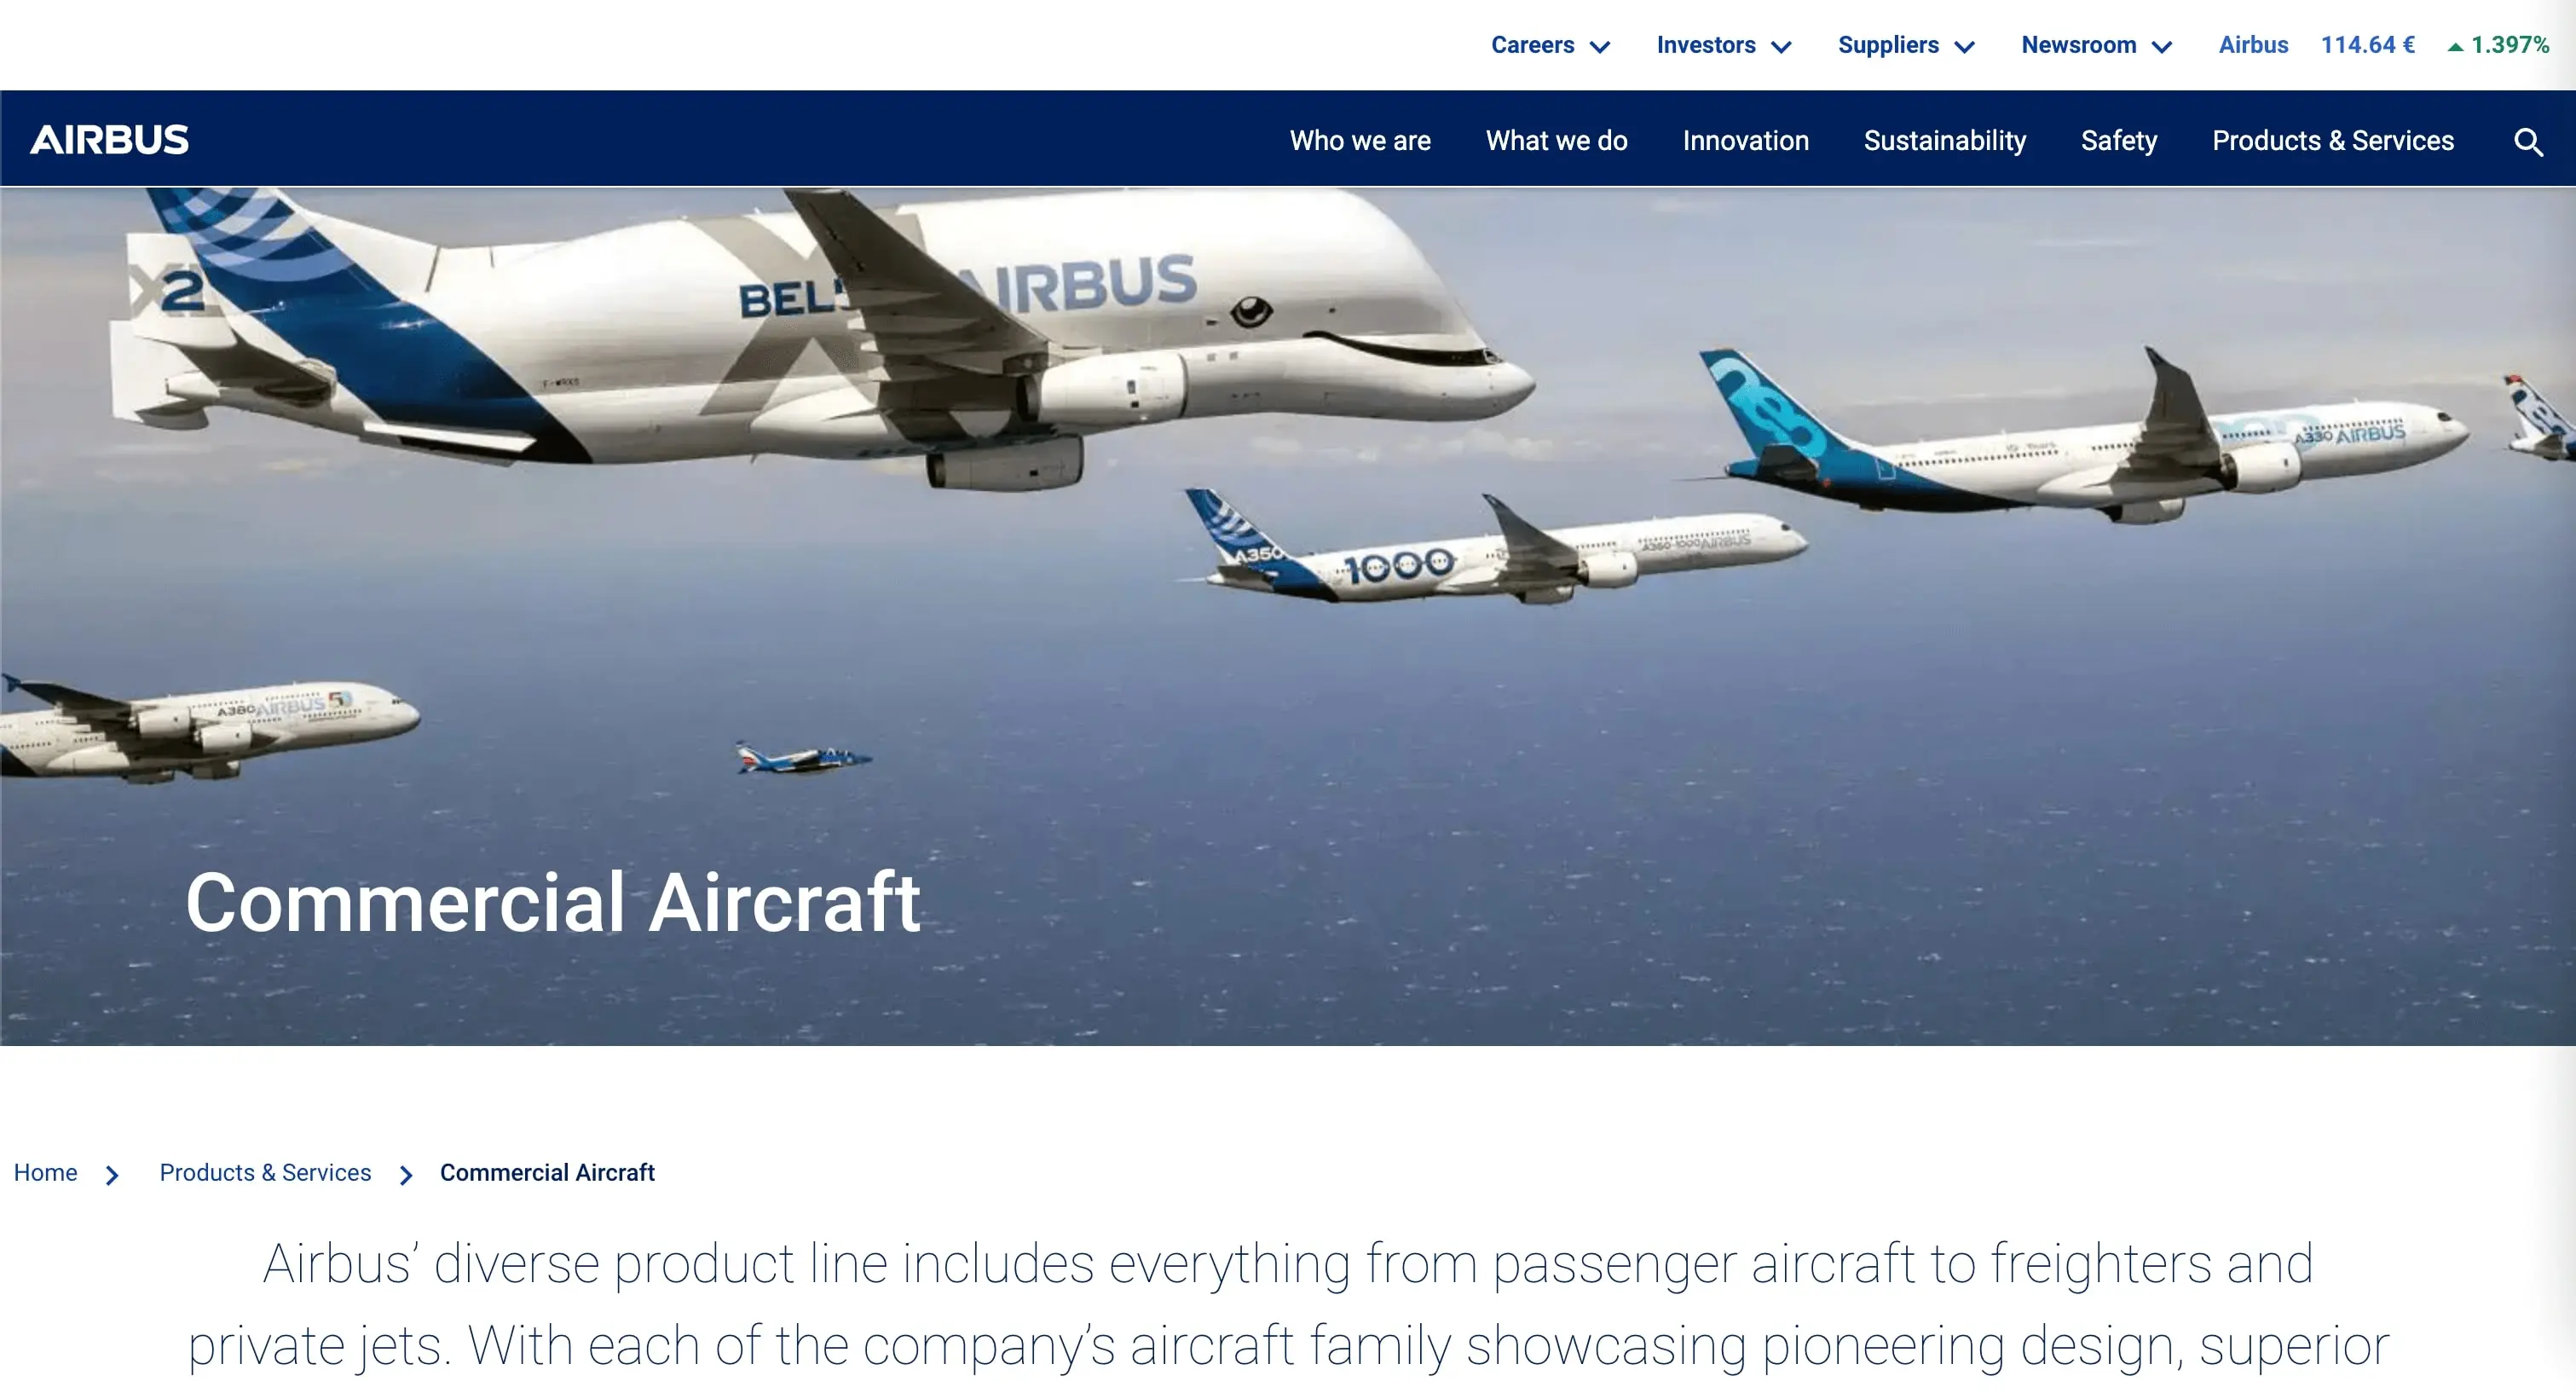 Careers Investors Suppliers Newsroom Airbus 114.64 € 1.397%
AIRBUS Who we are What we do Innovation Sustainability Safety Products & Services
X2
BEL AIRBUS
F-WBXS
A330 AIRBUS
A350
1000
A350-1000 AIRBUS
A380 AIRBUS 50
Commercial Aircraft
Home Products & Services Commercial Aircraft
Airbus’ diverse product line includes everything from passenger aircraft to freighters and
private jets. With each of the company’s aircraft family showcasing pioneering design, superior